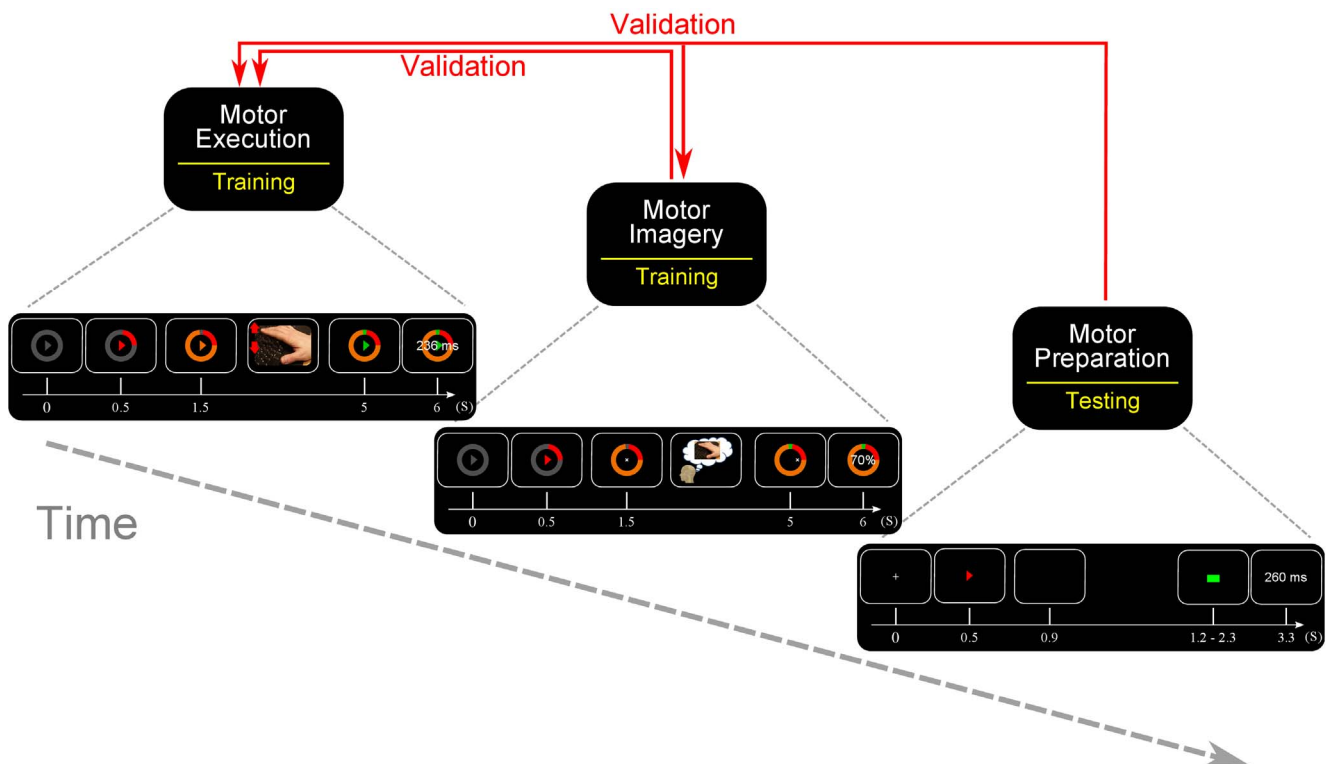 Validation
Validation
Motor
Execution
Training
Motor
Imagery
Training
Motor
Preparation
Testing
236 ms
0 0.5 1.5 5 6 (S)
70%
0 0.5 1.5 5 6 (S)
Time
+ 260 ms
0 0.5 0.9 1.2 - 2.3 3.3 (S)